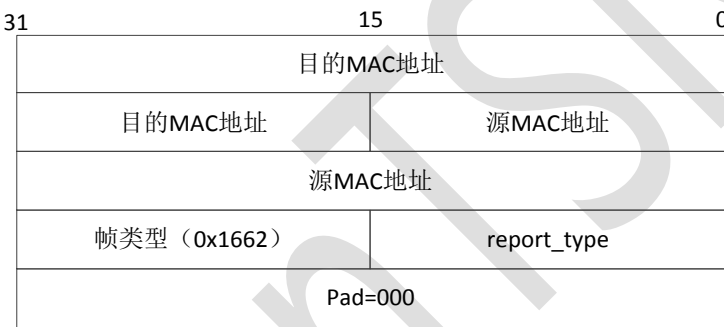 31 15 0
目的MAC地址
目的MAC地址 源MAC地址
源MAC地址
帧类型（0x1662） report_type
Pad=000